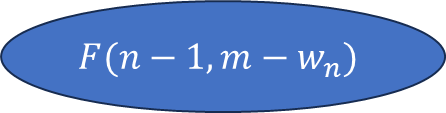 F(n − 1, m − wₙ)